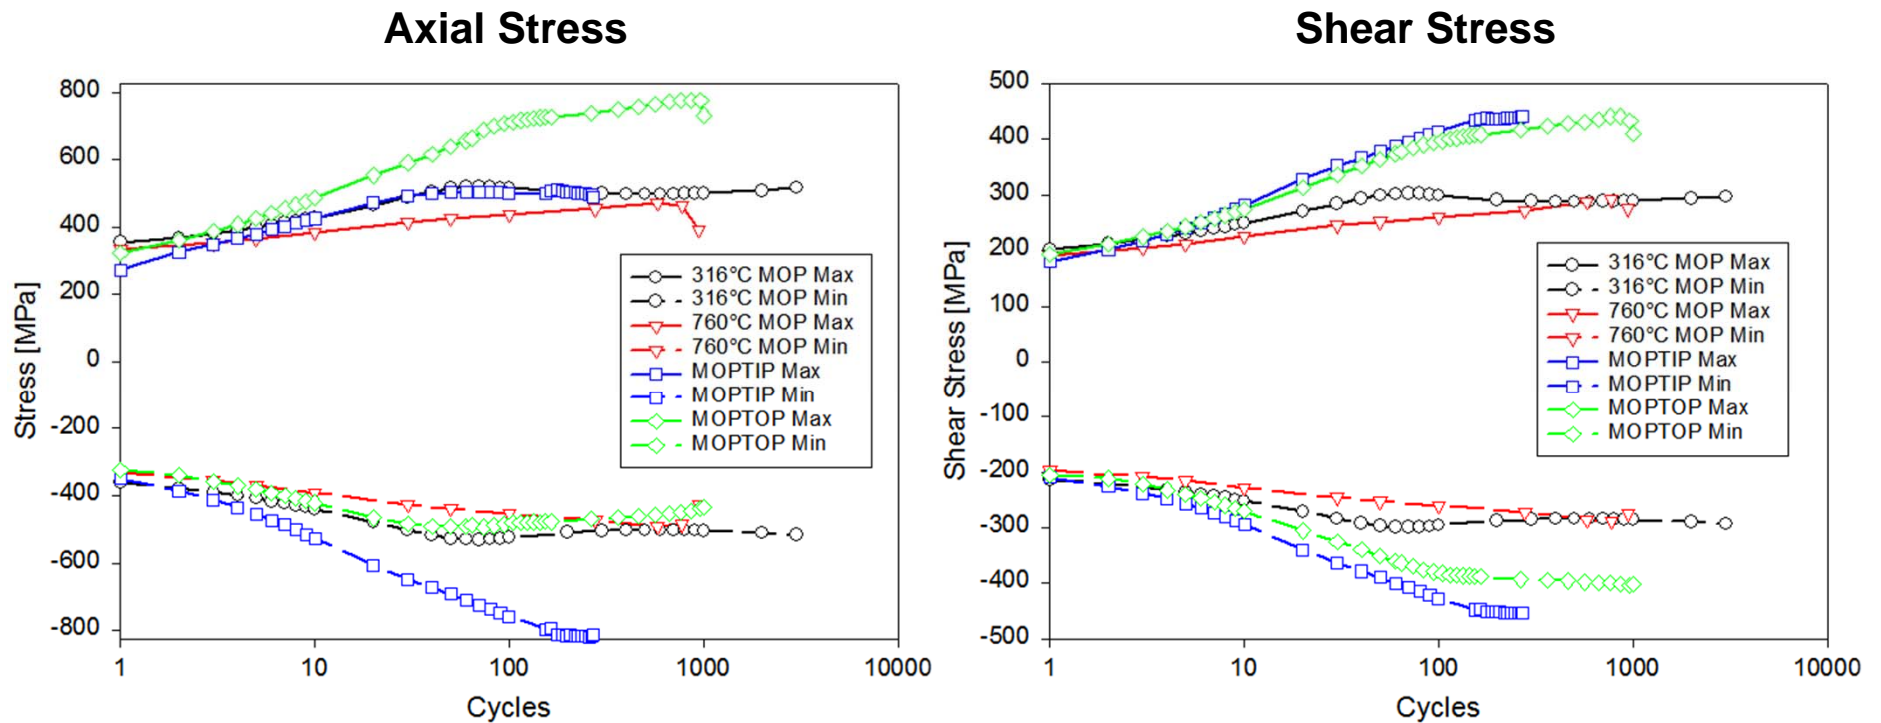 Axial Stress
800
600
400
200
0
-200
-400
-600
-800
Stress [MPa]
1
10
100
1000
10000
Cycles
316°C MOP Max
316°C MOP Min
760°C MOP Max
760°C MOP Min
MOPTIP Max
MOPTIP Min
MOPTOP Max
MOPTOP Min
Shear Stress
500
400
300
200
100
0
-100
-200
-300
-400
-500
Shear Stress [MPa]
1
10
100
1000
10000
Cycles
316°C MOP Max
316°C MOP Min
760°C MOP Max
760°C MOP Min
MOPTIP Max
MOPTIP Min
MOPTOP Max
MOPTOP Min